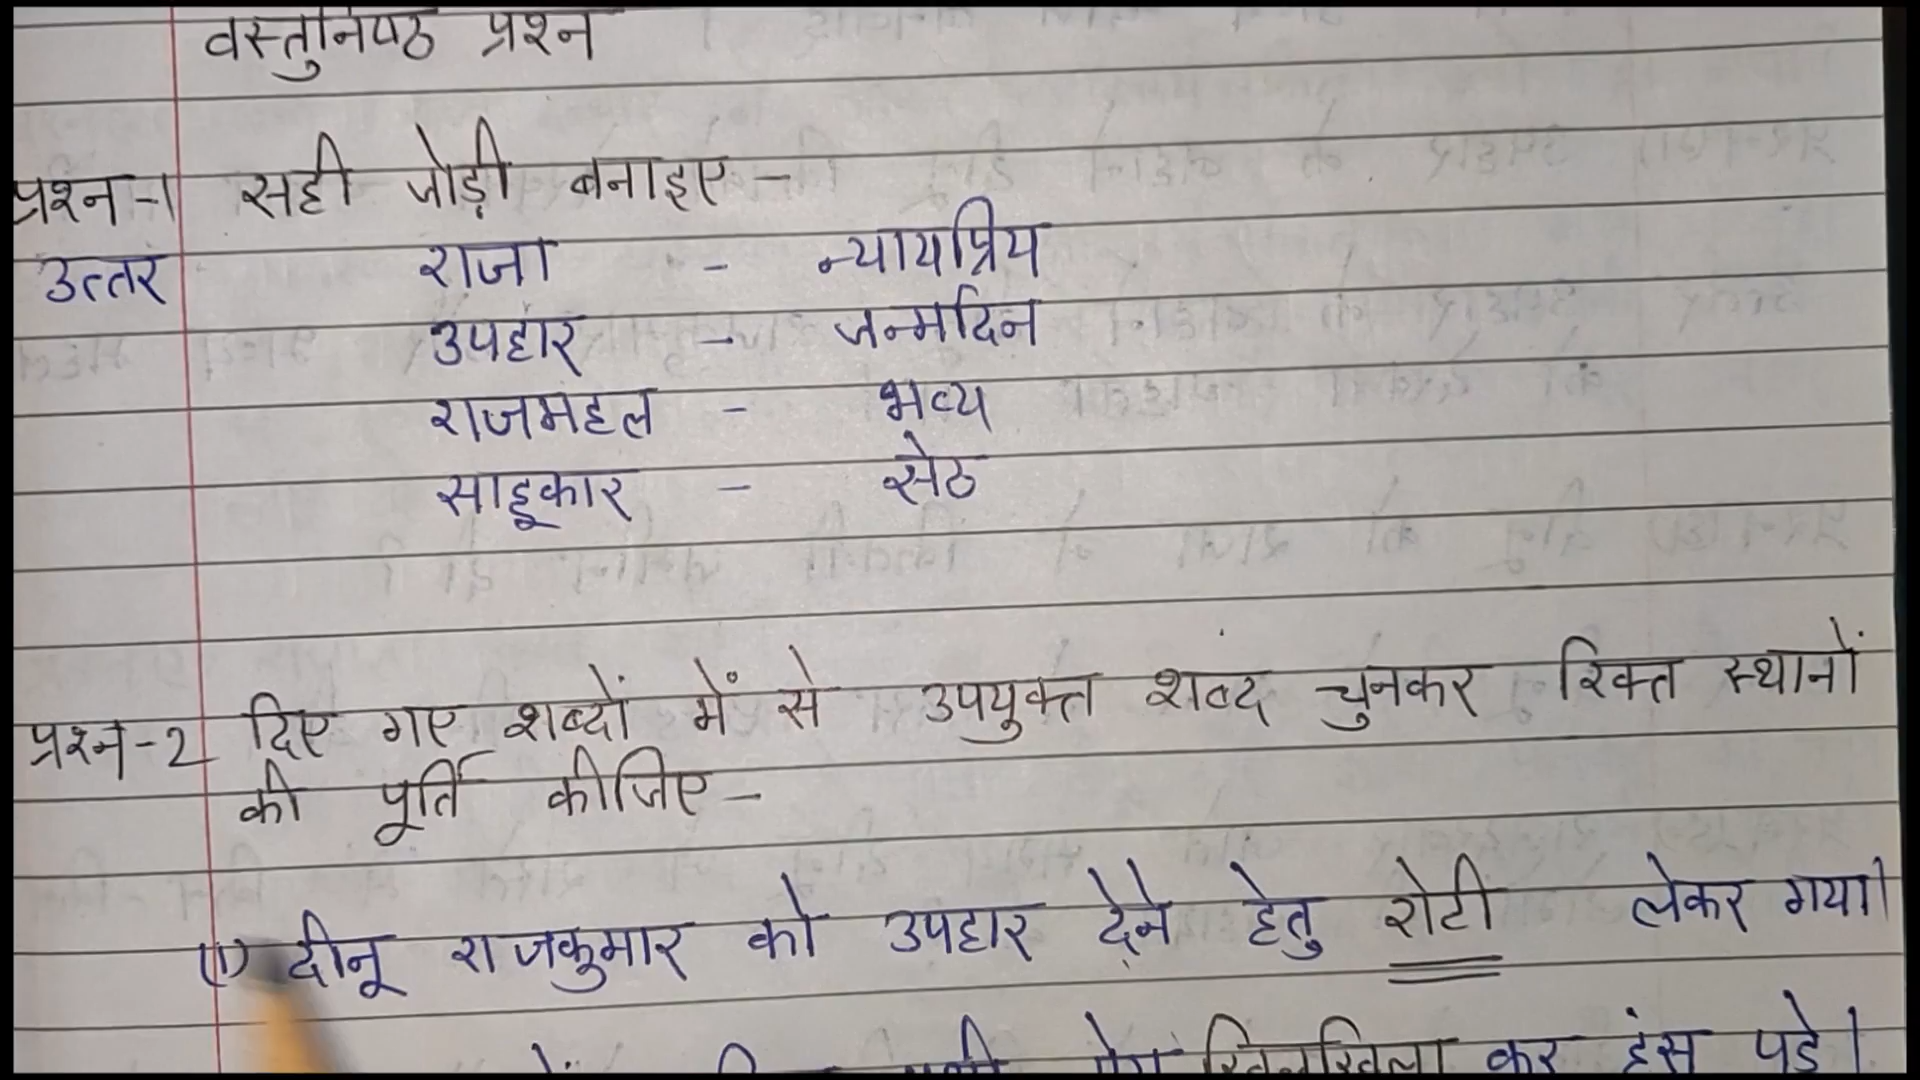 वस्तुनिष्ठ प्रश्न
प्रश्न-1 सही जोड़ी बनाइए -
उत्तर राजा - न्यायप्रिय
उपहार - जन्मदिन
राजमहल - भव्य
साहूकार - सेठ
प्रश्न-2 दिए गए शब्दों में से उपयुक्त शब्द चुनकर रिक्त स्थानों
की पूर्ति कीजिए -
(1) दीनू राजकुमार को उपहार देने हेतु रोटी लेकर गया।
खिलखिला कर हंस पड़े।